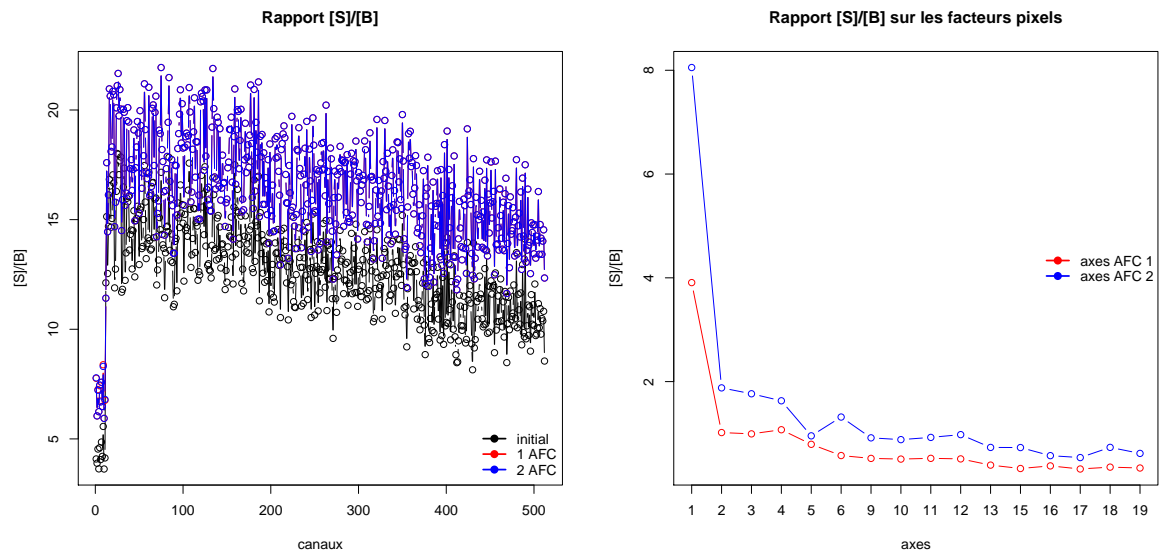 Rapport [S]/[B]
[S]/[B]
20
15
10
5
initial
1 AFC
2 AFC
0 100 200 300 400 500
canaux
Rapport [S]/[B] sur les facteurs pixels
[S]/[B]
8
6
4
2
axes AFC 1
axes AFC 2
1 2 3 4 5 6 9 10 11 12 13 15 16 17 18 19
axes